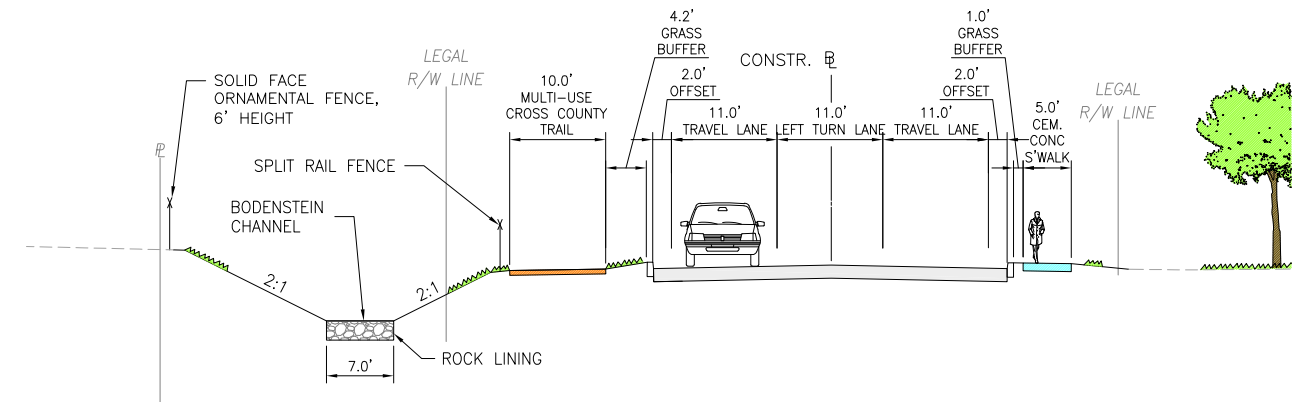 4.2'
GRASS
BUFFER
1.0'
GRASS
BUFFER
LEGAL
R/W LINE
CONSTR. BL
SOLID FACE
ORNAMENTAL FENCE,
6' HEIGHT
10.0'
MULTI-USE
CROSS COUNTY
TRAIL
2.0'
OFFSET
2.0'
OFFSET
LEGAL
R/W LINE
11.0'
TRAVEL LANE
11.0'
LEFT TURN LANE
11.0'
TRAVEL LANE
5.0'
CEM.
CONC
S'WALK
PL
SPLIT RAIL FENCE
BODENSTEIN
CHANNEL
2:1
2:1
ROCK LINING
7.0'